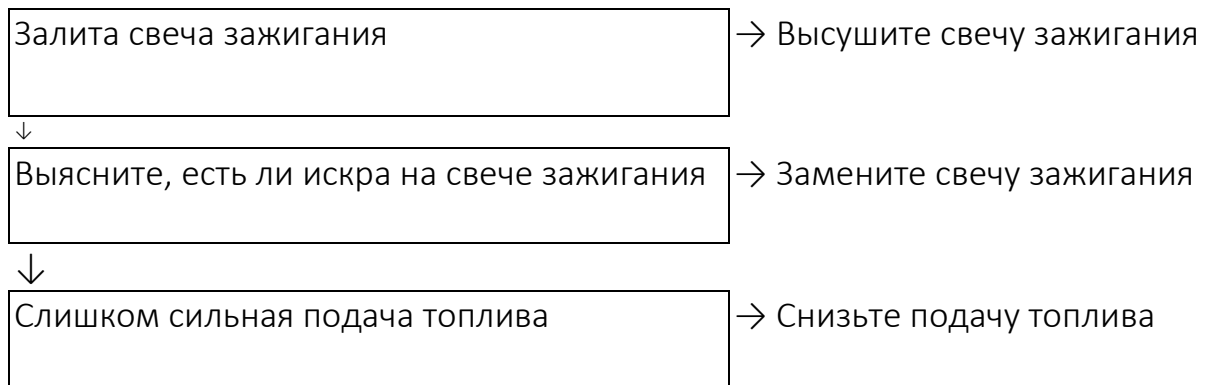 Залита свеча зажигания → Высушите свечу зажигания
↓
Выясните, есть ли искра на свече зажигания → Замените свечу зажигания
↓
Слишком сильная подача топлива → Снизьте подачу топлива